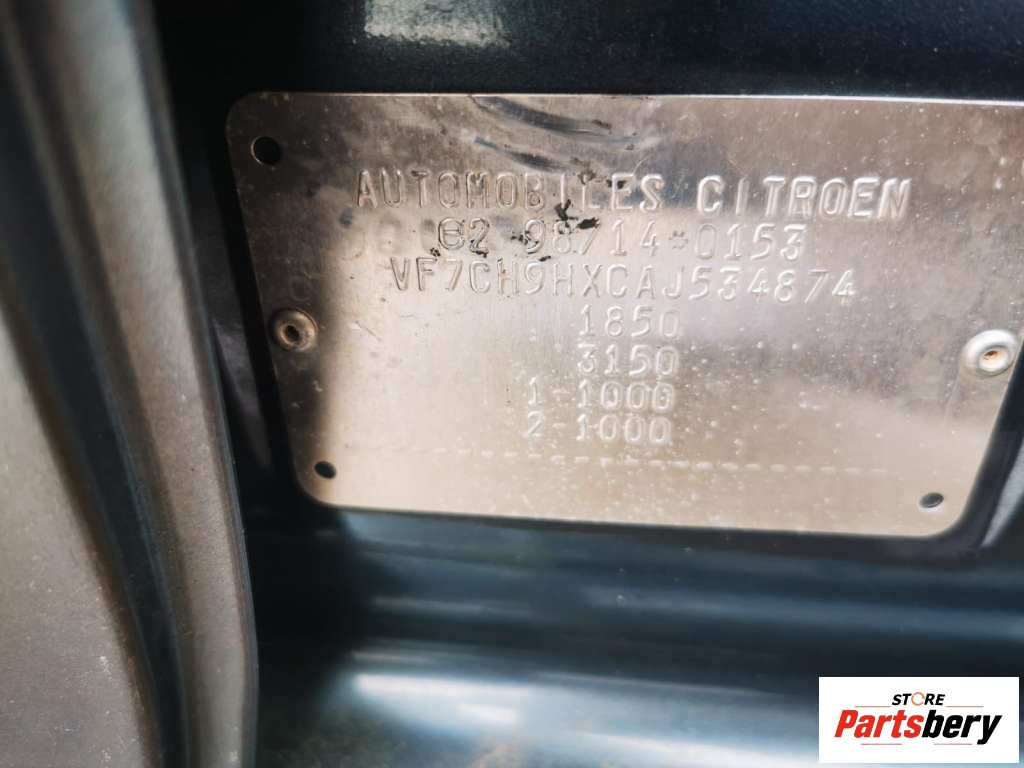 AUTOMOBILES CITROEN
e2 98/14*0153
VF7CH9HXCAJ534874
1850
3150
1-1000
2-1000
STORE
Partsbery